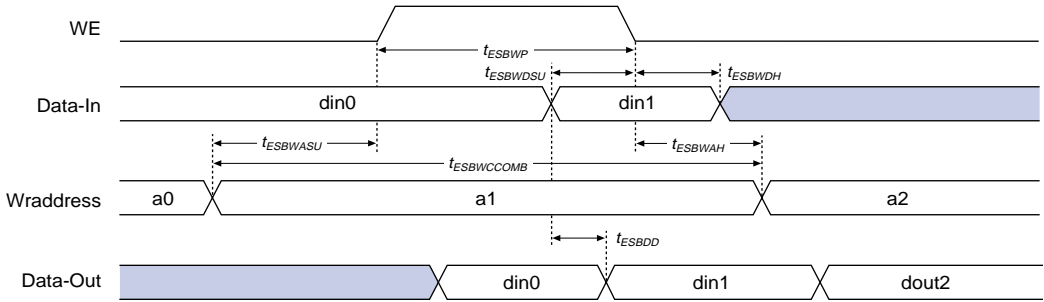 WE
tESBWP
tESBWDSU
tESBWDH
Data-In
din0
din1
tESBWASU
tESBWAH
tESBWCCOMB
Wraddress
a0
a1
a2
tESBDD
Data-Out
din0
din1
dout2